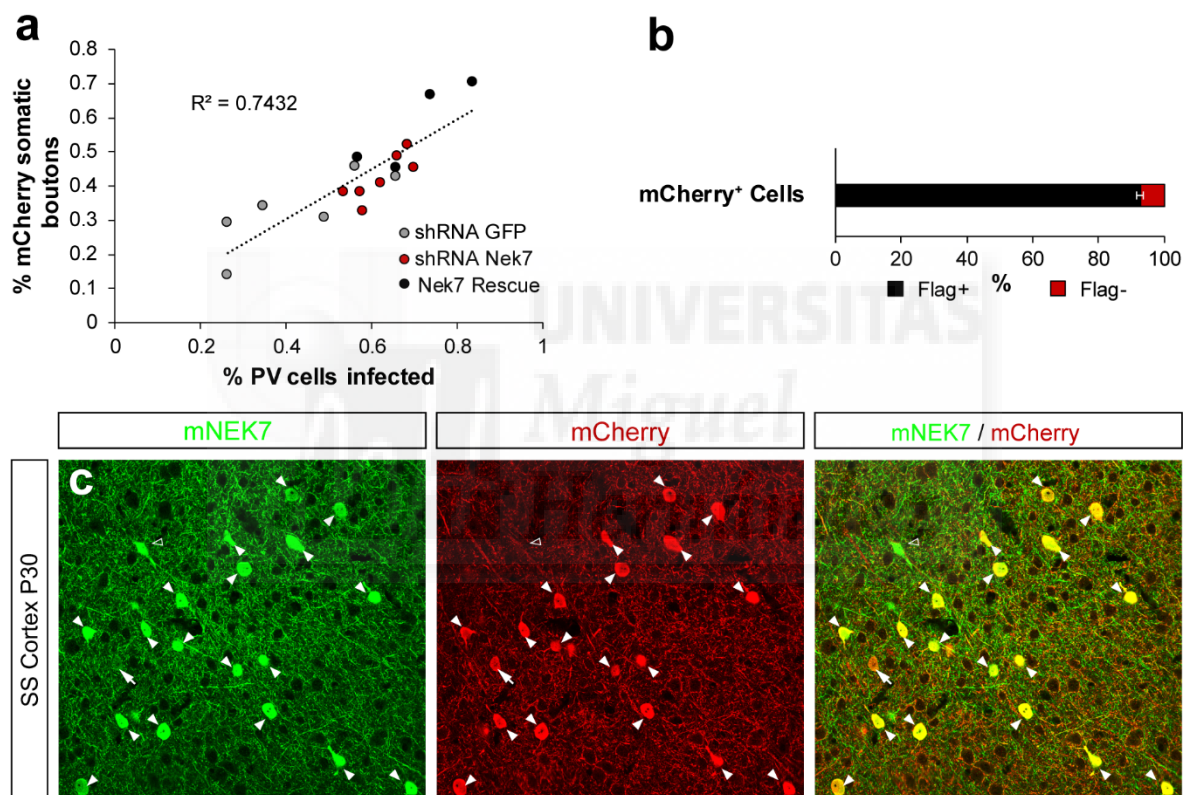 a
% mCherry somatic
boutons
0.8
0.7
0.6
0.5
0.4
0.3
0.2
0.1
0
R² = 0.7432
shRNA GFP
shRNA Nek7
Nek7 Rescue
0 0.2 0.4 0.6 0.8 1
% PV cells infected
b
mCherry⁺ Cells
0 20 40 60 80 100
%
Flag+ Flag-
UNIVERSITAS
Miguel
mNEK7
mCherry
mNEK7 / mCherry
SS Cortex P30
c